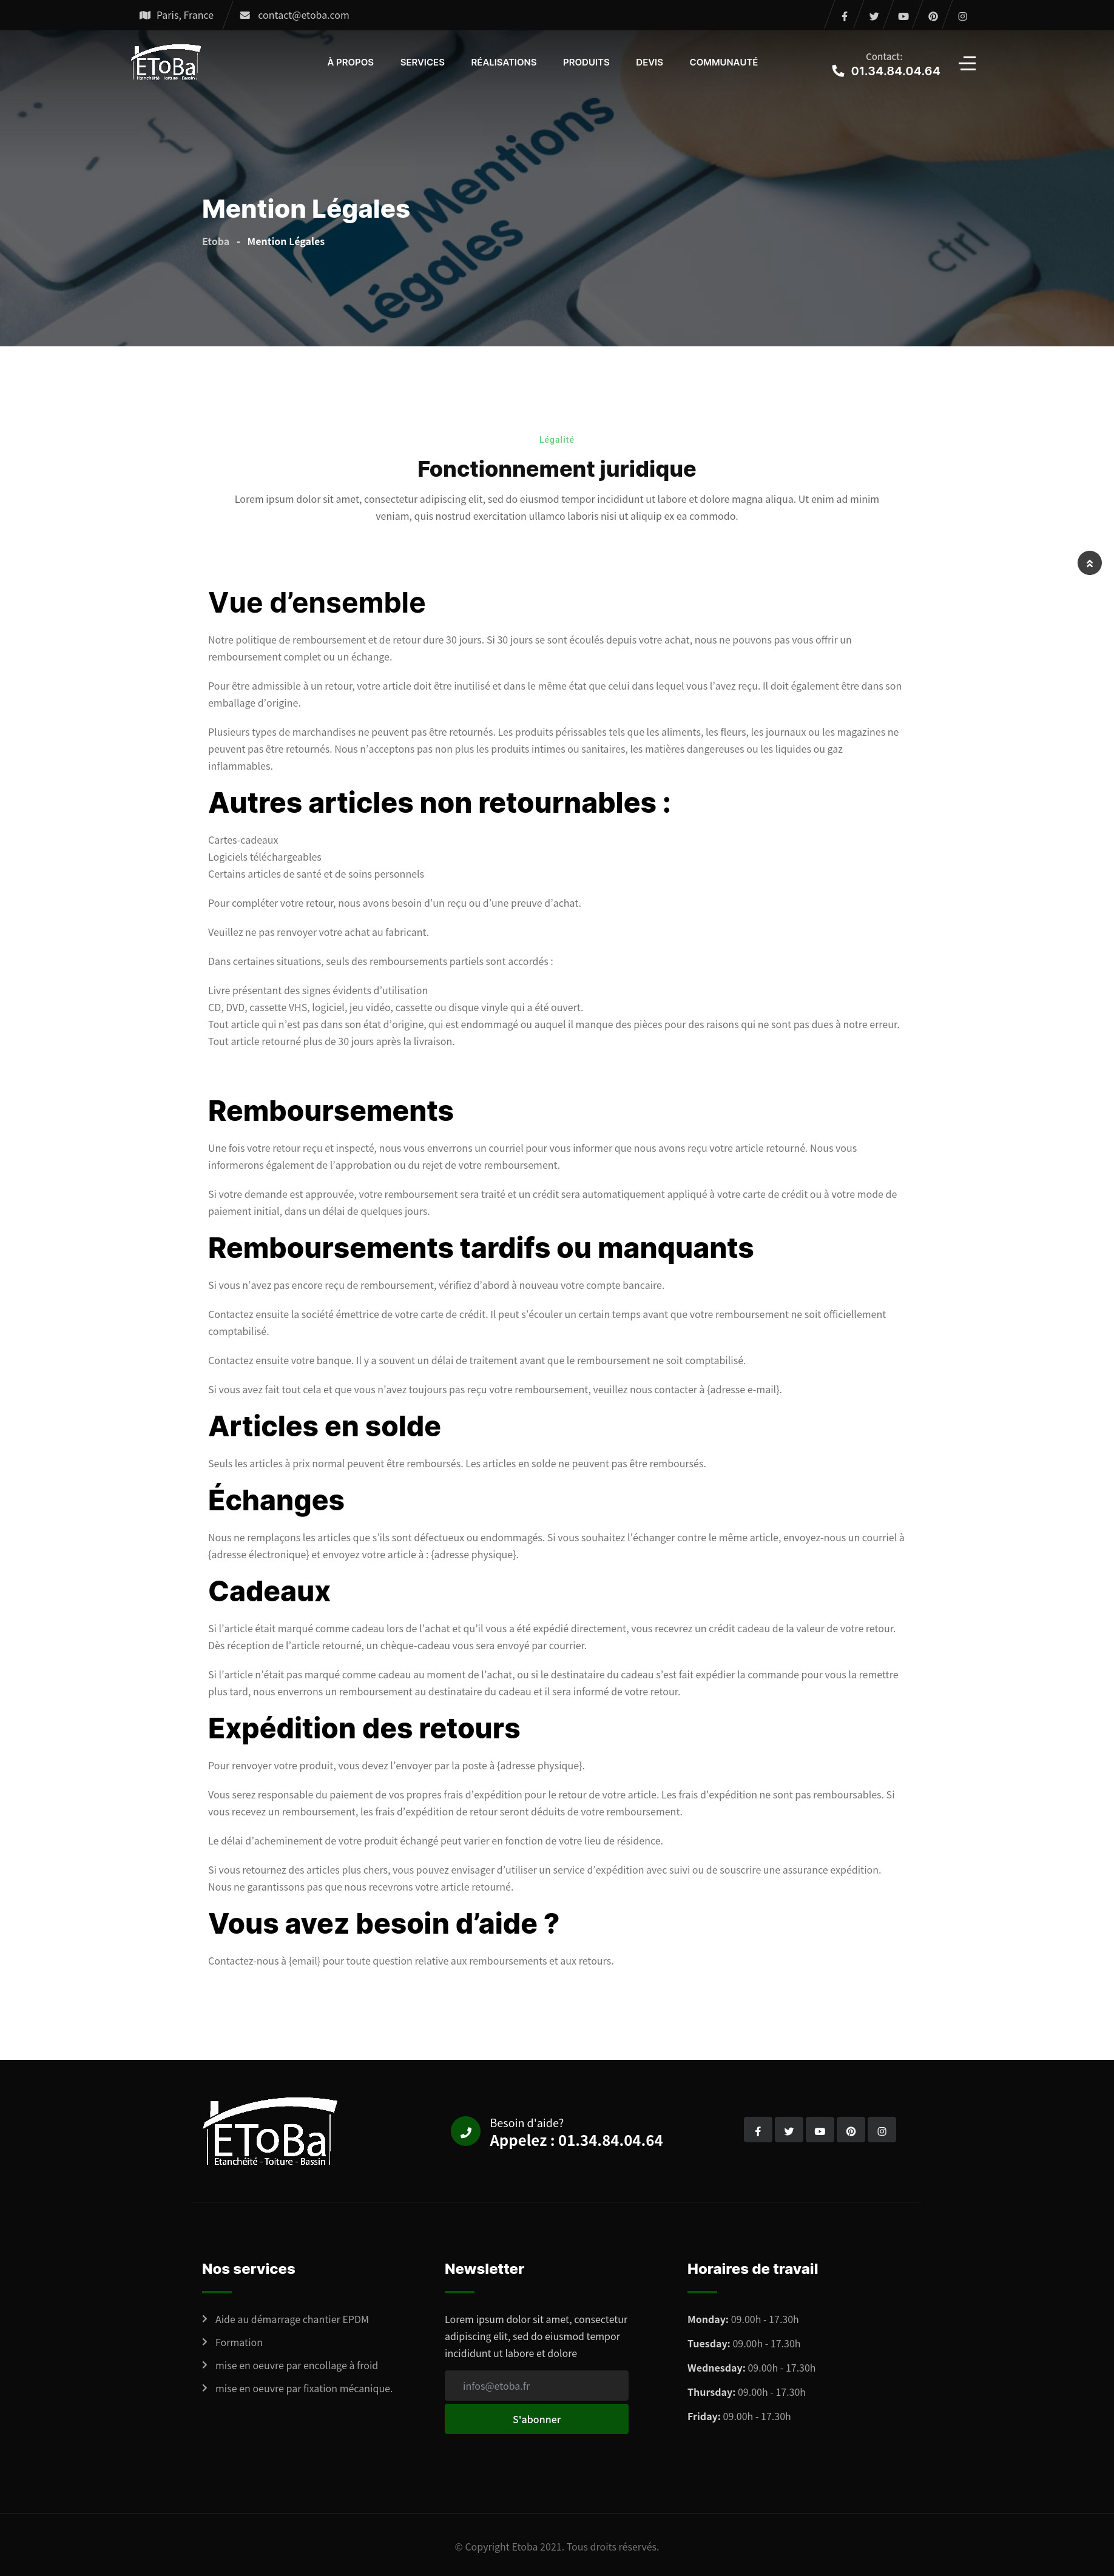 Paris, France
contact@etoba.com
ETOBa
Etanchéité Toiture Bassin
À PROPOS
SERVICES
RÉALISATIONS
PRODUITS
DEVIS
COMMUNAUTÉ
Contact:
01.34.84.04.64
Mentions
Légales
ctrl
Mention Légales
Etoba - Mention Légales
Légalité
Fonctionnement juridique
Lorem ipsum dolor sit amet, consectetur adipiscing elit, sed do eiusmod tempor incididunt ut labore et dolore magna aliqua. Ut enim ad minim
veniam, quis nostrud exercitation ullamco laboris nisi ut aliquip ex ea commodo.
Vue d’ensemble
Notre politique de remboursement et de retour dure 30 jours. Si 30 jours se sont écoulés depuis votre achat, nous ne pouvons pas vous offrir un
remboursement complet ou un échange.
Pour être admissible à un retour, votre article doit être inutilisé et dans le même état que celui dans lequel vous l’avez reçu. Il doit également être dans son
emballage d’origine.
Plusieurs types de marchandises ne peuvent pas être retournés. Les produits périssables tels que les aliments, les fleurs, les journaux ou les magazines ne
peuvent pas être retournés. Nous n’acceptons pas non plus les produits intimes ou sanitaires, les matières dangereuses ou les liquides ou gaz
inflammables.
Autres articles non retournables :
Cartes-cadeaux
Logiciels téléchargeables
Certains articles de santé et de soins personnels
Pour compléter votre retour, nous avons besoin d’un reçu ou d’une preuve d’achat.
Veuillez ne pas renvoyer votre achat au fabricant.
Dans certaines situations, seuls des remboursements partiels sont accordés :
Livre présentant des signes évidents d’utilisation
CD, DVD, cassette VHS, logiciel, jeu vidéo, cassette ou disque vinyle qui a été ouvert.
Tout article qui n’est pas dans son état d’origine, qui est endommagé ou auquel il manque des pièces pour des raisons qui ne sont pas dues à notre erreur.
Tout article retourné plus de 30 jours après la livraison.
Remboursements
Une fois votre retour reçu et inspecté, nous vous enverrons un courriel pour vous informer que nous avons reçu votre article retourné. Nous vous
informerons également de l’approbation ou du rejet de votre remboursement.
Si votre demande est approuvée, votre remboursement sera traité et un crédit sera automatiquement appliqué à votre carte de crédit ou à votre mode de
paiement initial, dans un délai de quelques jours.
Remboursements tardifs ou manquants
Si vous n’avez pas encore reçu de remboursement, vérifiez d’abord à nouveau votre compte bancaire.
Contactez ensuite la société émettrice de votre carte de crédit. Il peut s’écouler un certain temps avant que votre remboursement ne soit officiellement
comptabilisé.
Contactez ensuite votre banque. Il y a souvent un délai de traitement avant que le remboursement ne soit comptabilisé.
Si vous avez fait tout cela et que vous n’avez toujours pas reçu votre remboursement, veuillez nous contacter à {adresse e-mail}.
Articles en solde
Seuls les articles à prix normal peuvent être remboursés. Les articles en solde ne peuvent pas être remboursés.
Échanges
Nous ne remplaçons les articles que s’ils sont défectueux ou endommagés. Si vous souhaitez l’échanger contre le même article, envoyez-nous un courriel à
{adresse électronique} et envoyez votre article à : {adresse physique}.
Cadeaux
Si l’article était marqué comme cadeau lors de l’achat et qu’il vous a été expédié directement, vous recevrez un crédit cadeau de la valeur de votre retour.
Dès réception de l’article retourné, un chèque-cadeau vous sera envoyé par courrier.
Si l’article n’était pas marqué comme cadeau au moment de l’achat, ou si le destinataire du cadeau s’est fait expédier la commande pour vous la remettre
plus tard, nous enverrons un remboursement au destinataire du cadeau et il sera informé de votre retour.
Expédition des retours
Pour renvoyer votre produit, vous devez l’envoyer par la poste à {adresse physique}.
Vous serez responsable du paiement de vos propres frais d’expédition pour le retour de votre article. Les frais d’expédition ne sont pas remboursables. Si
vous recevez un remboursement, les frais d’expédition de retour seront déduits de votre remboursement.
Le délai d’acheminement de votre produit échangé peut varier en fonction de votre lieu de résidence.
Si vous retournez des articles plus chers, vous pouvez envisager d’utiliser un service d’expédition avec suivi ou de souscrire une assurance expédition.
Nous ne garantissons pas que nous recevrons votre article retourné.
Vous avez besoin d’aide ?
Contactez-nous à {email} pour toute question relative aux remboursements et aux retours.
ETOBa
Etanchéité - Toiture - Bassin
Besoin d'aide?
Appelez : 01.34.84.04.64
Nos services
Aide au démarrage chantier EPDM
Formation
mise en oeuvre par encollage à froid
mise en oeuvre par fixation mécanique.
Newsletter
Lorem ipsum dolor sit amet, consectetur
adipiscing elit, sed do eiusmod tempor
incididunt ut labore et dolore
infos@etoba.fr
S'abonner
Horaires de travail
Monday: 09.00h - 17.30h
Tuesday: 09.00h - 17.30h
Wednesday: 09.00h - 17.30h
Thursday: 09.00h - 17.30h
Friday: 09.00h - 17.30h
© Copyright Etoba 2021. Tous droits réservés.